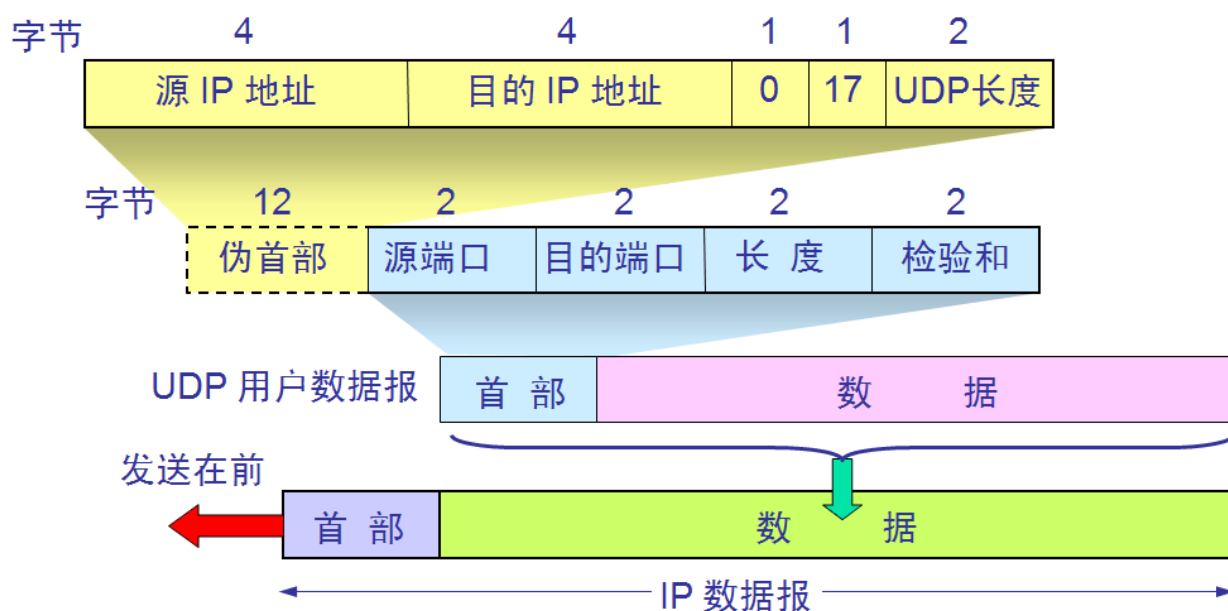 字节 4 4 1 1 2
源 IP 地址 目的 IP 地址 0 17 UDP长度
字节 12 2 2 2 2
伪首部 源端口 目的端口 长 度 检验和
UDP 用户数据报 首 部 数 据
发送在前
首 部 数 据
IP 数据报